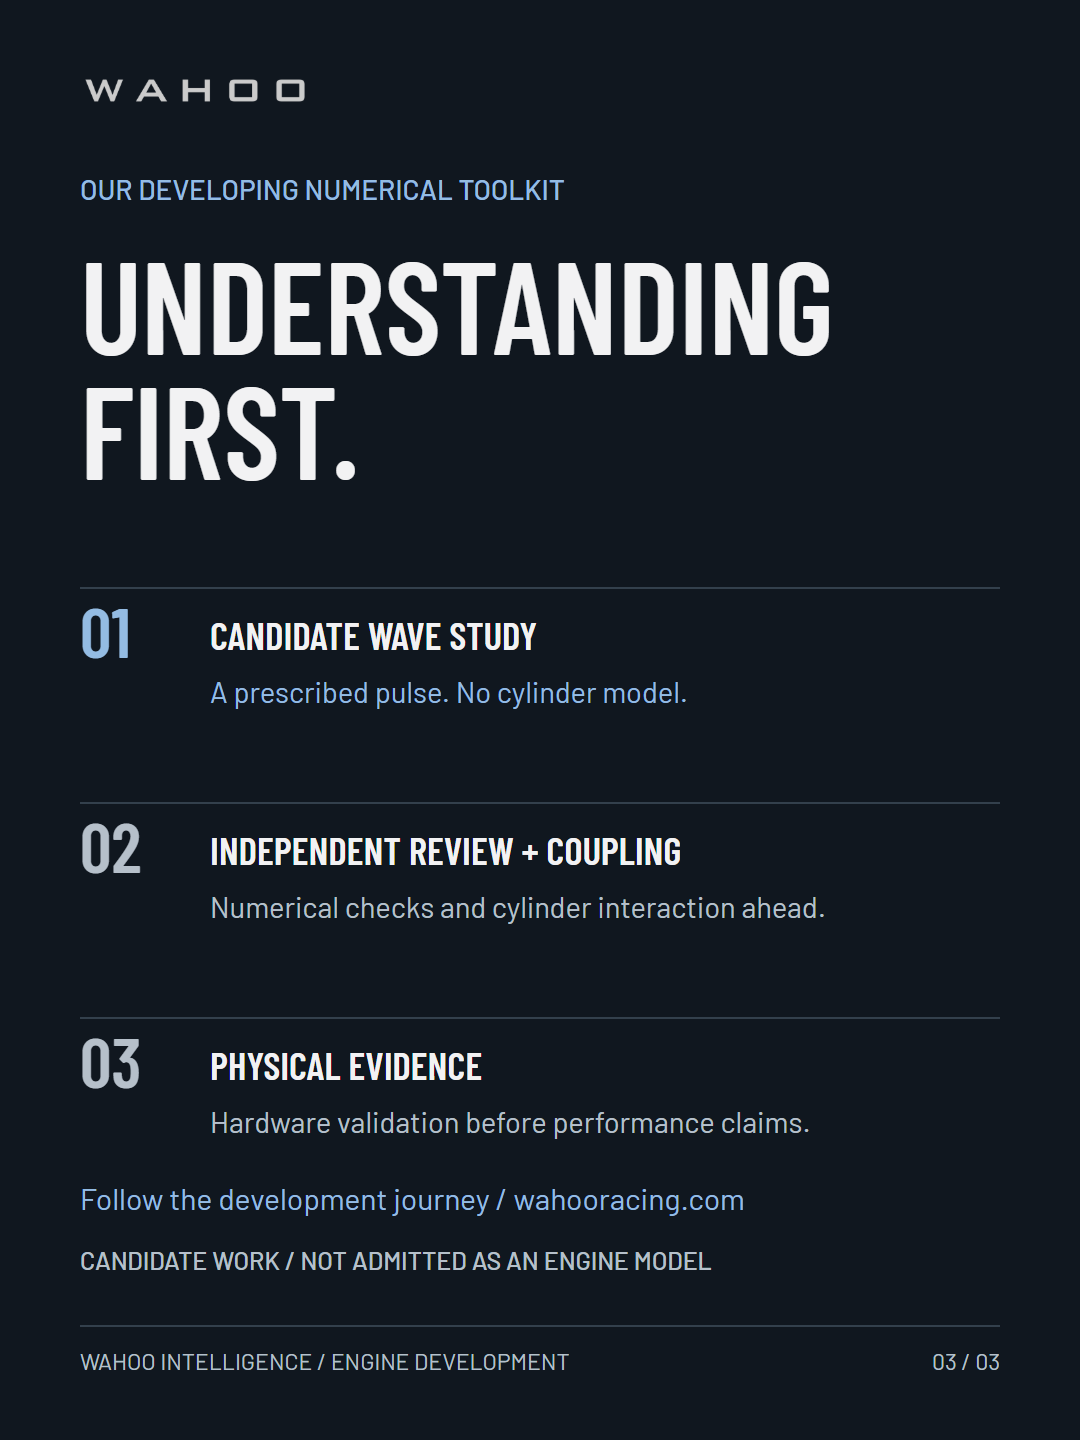 WAHOO
OUR DEVELOPING NUMERICAL TOOLKIT
UNDERSTANDING
FIRST.
01
CANDIDATE WAVE STUDY
A prescribed pulse. No cylinder model.
02
INDEPENDENT REVIEW + COUPLING
Numerical checks and cylinder interaction ahead.
03
PHYSICAL EVIDENCE
Hardware validation before performance claims.
Follow the development journey / wahooracing.com
CANDIDATE WORK / NOT ADMITTED AS AN ENGINE MODEL
WAHOO INTELLIGENCE / ENGINE DEVELOPMENT
03 / 03